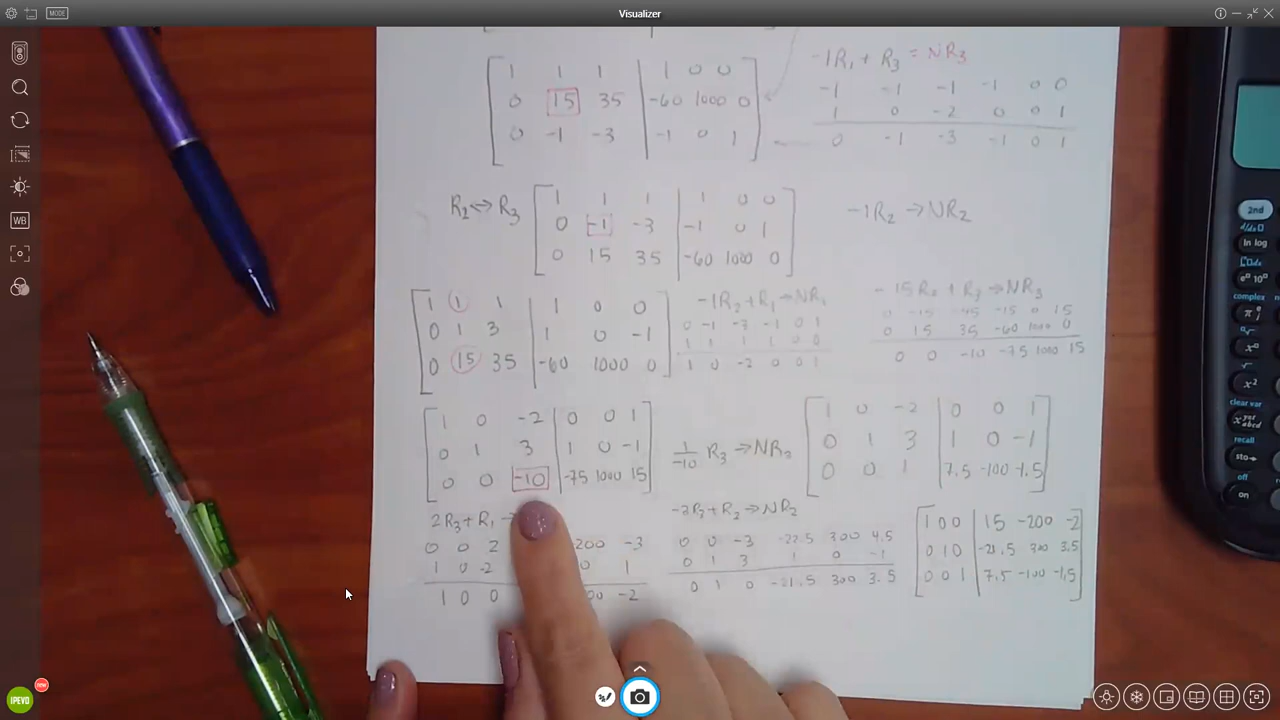 MODE
Visualizer
-1R₁ + R₃ = NR₃
1 1 1 | 1 0 0
0 15 35 | -60 1000 0
0 -1 -3 | -1 0 1
-1 -1 -1 -1 0 0
1 0 -2 0 0 1
0 -1 -3 -1 0 1
R₂ ↔ R₃
1 1 1 | 1 0 0
0 -1 -3 | -1 0 1
0 15 35 | -60 1000 0
-1R₂ → NR₂
1 1 1 | 1 0 0
0 1 3 | 1 0 -1
0 15 35 | -60 1000 0
-1R₂ + R₁ → NR₁
0 -1 -3 -1 0 1
1 1 1 1 0 0
1 0 -2 0 0 1
-15R₂ + R₃ → NR₃
0 -15 -45 -15 0 15
0 15 35 -60 1000 0
0 0 -10 -75 1000 15
1 0 -2 | 0 0 1
0 1 3 | 1 0 -1
0 0 -10 | -75 1000 15
1/-10 R₃ → NR₃
1 0 -2 | 0 0 1
0 1 3 | 1 0 -1
0 0 1 | 7.5 -100 -1.5
2R₃ + R₁ →
0 0 2 -200 -3
1 0 -2 0 1
1 0 0 -2
-3R₃ + R₂ → NR₂
0 0 -3 -22.5 300 4.5
0 1 3 1 0 -1
0 1 0 -21.5 300 3.5
1 0 0 | 15 -200 -2
0 1 0 | -21.5 300 3.5
0 0 1 | 7.5 -100 -1.5
2nd
d/dx
ln log
complex
clear var
recall
sto→
on
WB
IPEVO
new